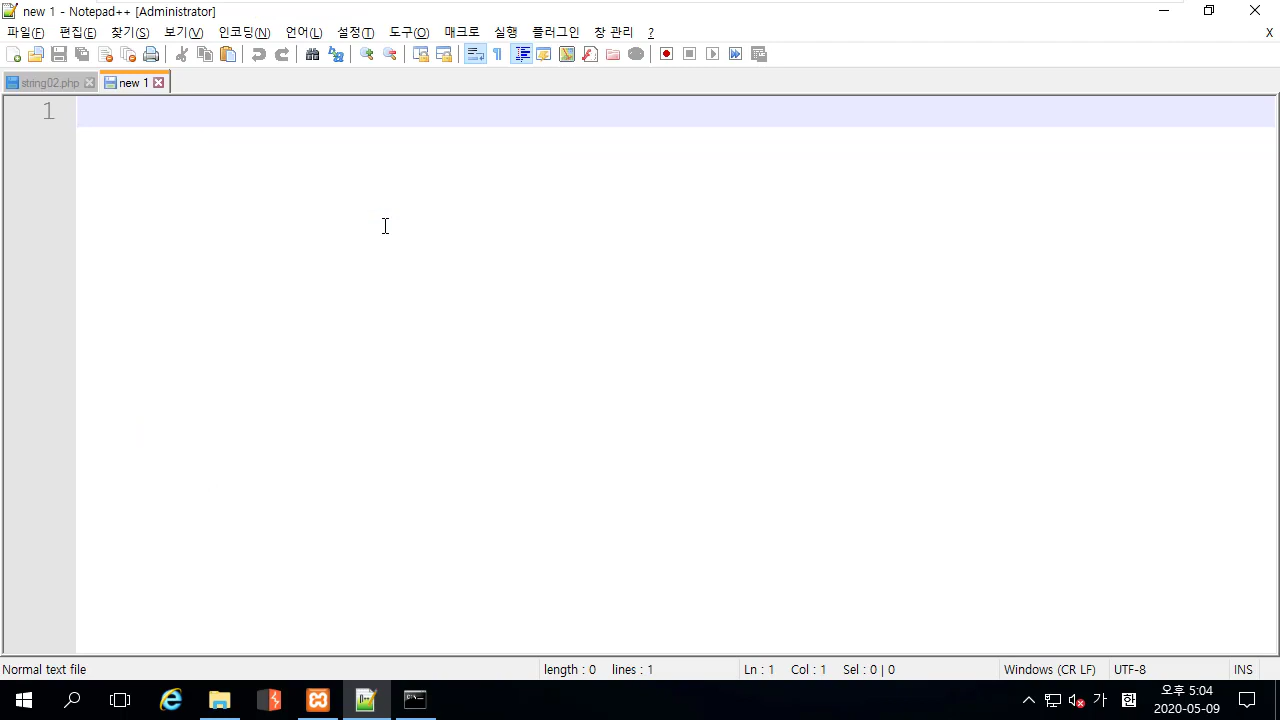 new 1 - Notepad++ [Administrator]
파일(F) 편집(E) 찾기(S) 보기(V) 인코딩(N) 언어(L) 설정(T) 도구(O) 매크로 실행 플러그인 창 관리 ? X
string02.php new 1
1
Normal text file length : 0 lines : 1 Ln : 1 Col : 1 Sel : 0 | 0 Windows (CR LF) UTF-8 INS
가 한 오후 5:04
2020-05-09